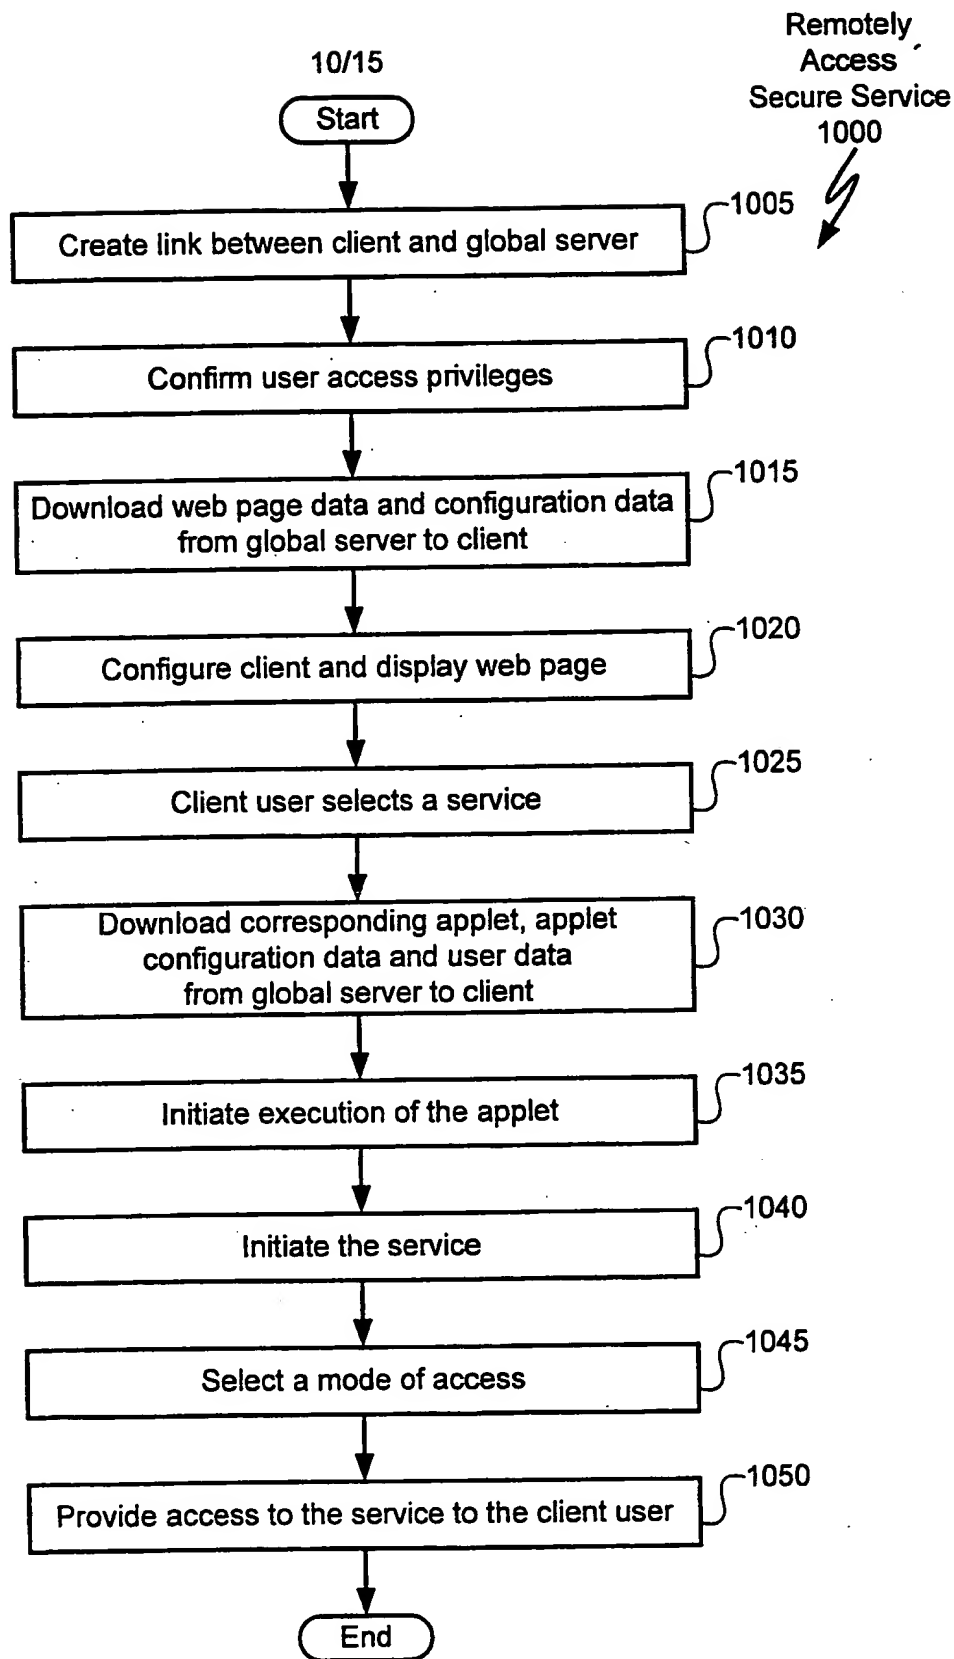 Remotely
Access
Secure Service
1000
10/15
Start
1005
Create link between client and global server
1010
Confirm user access privileges
1015
Download web page data and configuration data
from global server to client
1020
Configure client and display web page
1025
Client user selects a service
1030
Download corresponding applet, applet
configuration data and user data
from global server to client
1035
Initiate execution of the applet
1040
Initiate the service
1045
Select a mode of access
1050
Provide access to the service to the client user
End